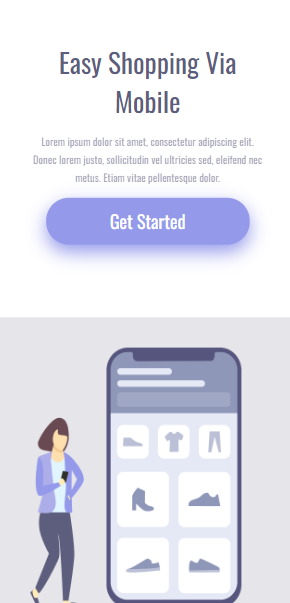 Easy Shopping Via
Mobile
Lorem ipsum dolor sit amet, consectetur adipiscing elit.
Donec lorem justo, sollicitudin vel ultricies sed, eleifend nec
metus. Etiam vitae pellentesque dolor.
Get Started